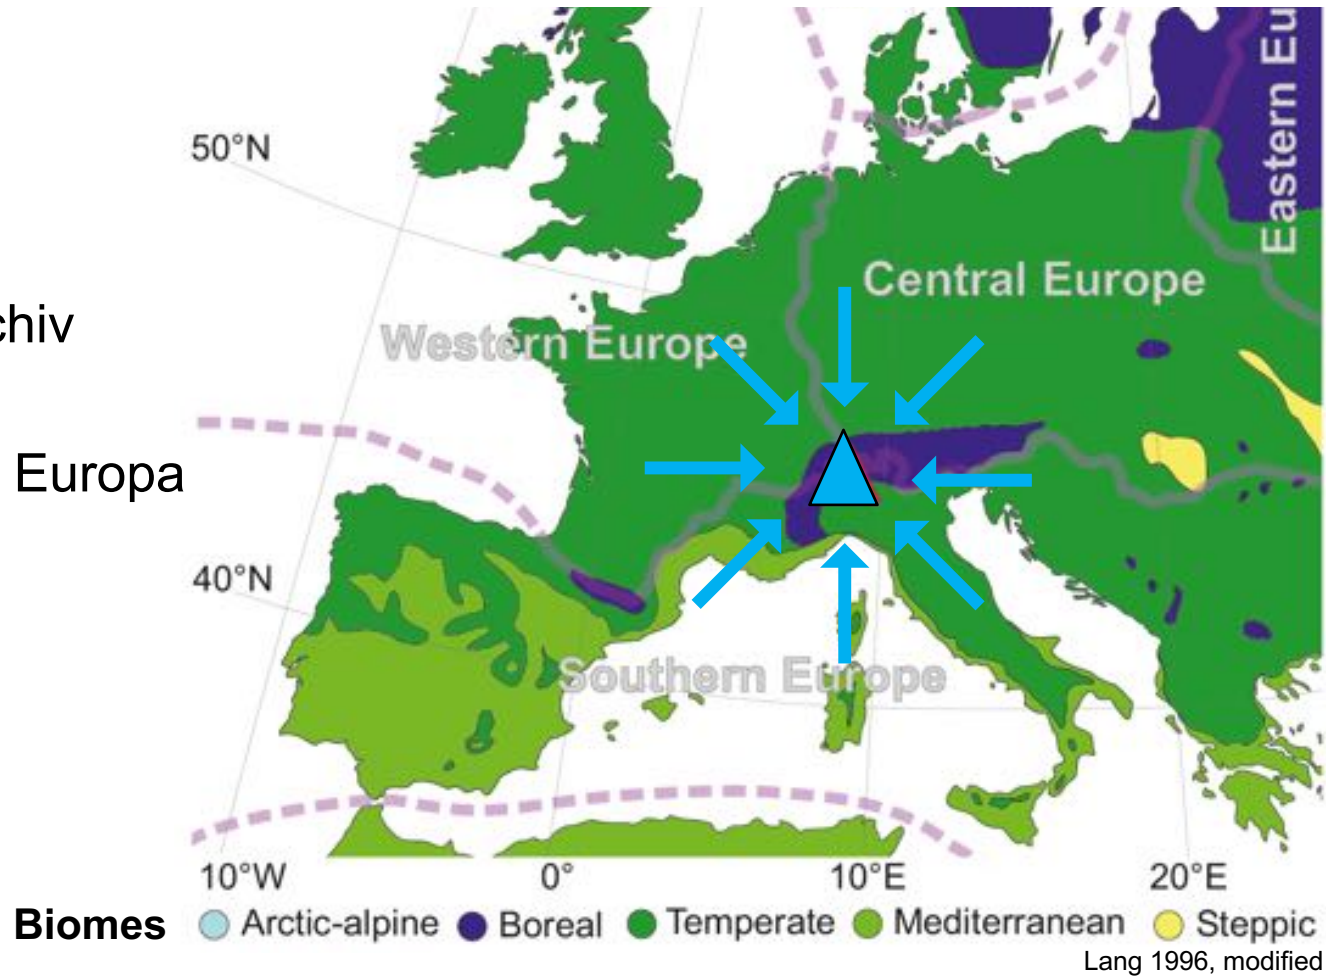 Eastern Eu
50°N
Central Europe
chiv
Western Europe
Europa
40°N
Southern Europe
10°W 0° 10°E 20°E
Biomes Arctic-alpine Boreal Temperate Mediterranean Steppic
Lang 1996, modified